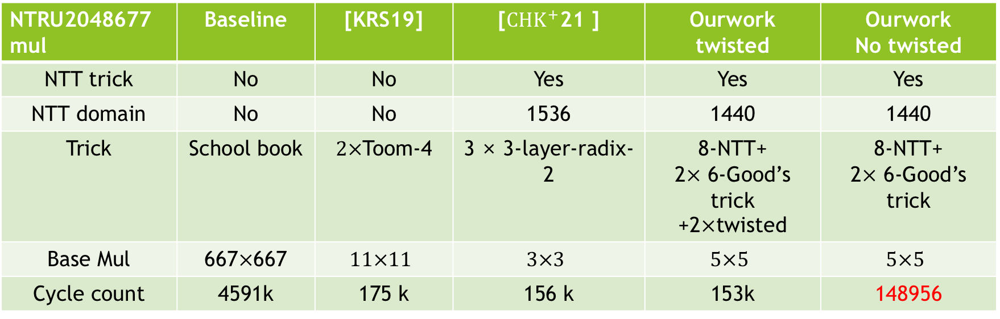 NTRU2048677 mul
Baseline
[KRS19]
[CHK+21 ]
Ourwork twisted
Ourwork No twisted
NTT trick
No
No
Yes
Yes
Yes
NTT domain
No
No
1536
1440
1440
Trick
School book
2×Toom-4
3 × 3-layer-radix-
2
8-NTT+
2× 6-Good's
trick
+2×twisted
8-NTT+
2× 6-Good's
trick
Base Mul
667×667
11×11
3×3
5×5
5×5
Cycle count
4591k
175 k
156 k
153k
148956